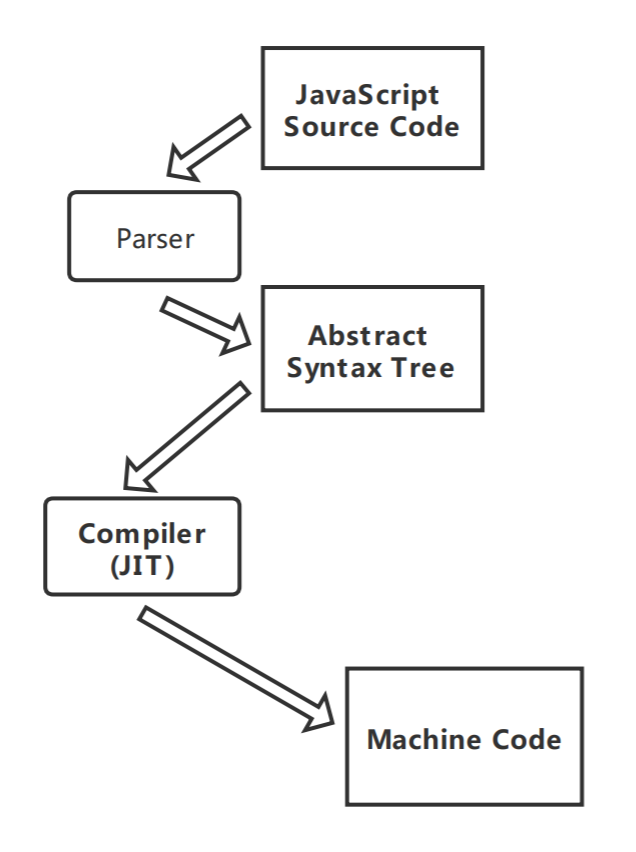 JavaScript
Source Code
Parser
Abstract
Syntax Tree
Compiler
(JIT)
Machine Code